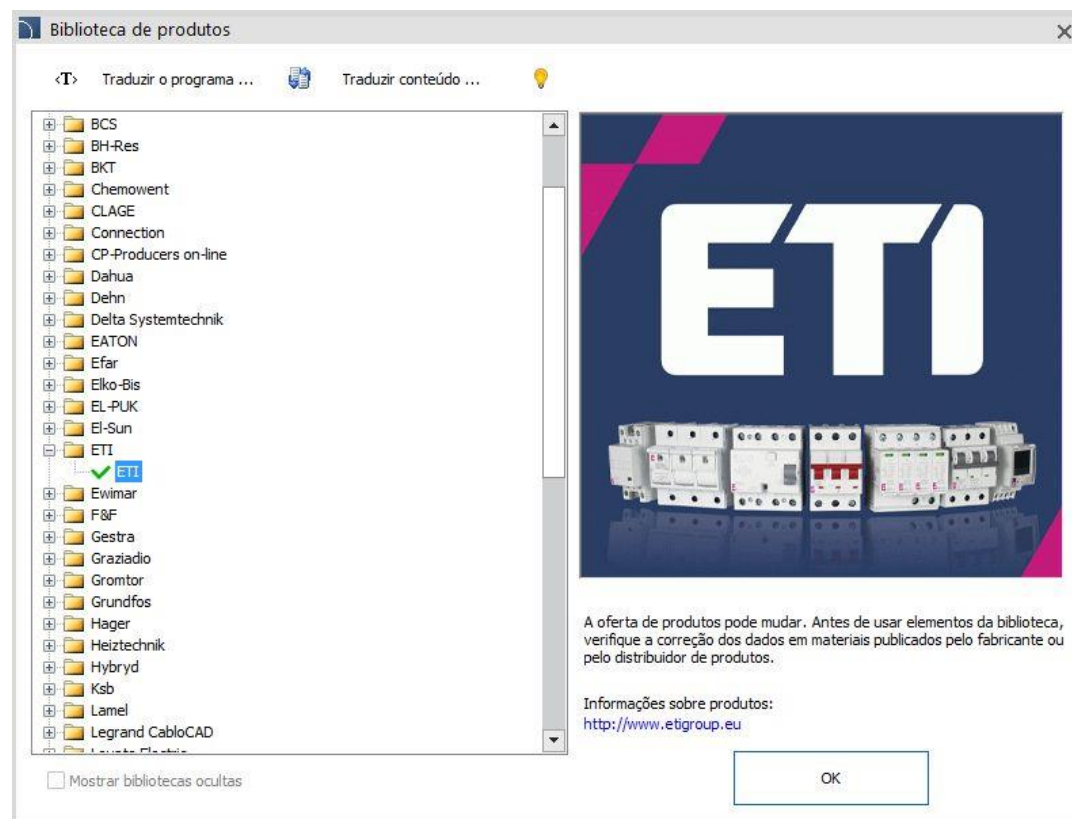 Biblioteca de produtos
<T> Traduzir o programa ... Traduzir conteúdo ...
BCS
BH-Res
BKT
Chemowent
CLAGE
Connection
CP-Producers on-line
Dahua
Dehn
Delta Systemtechnik
EATON
Efar
Elko-Bis
EL-PUK
El-Sun
ETI
ETI
Ewimar
F&F
Gestra
Graziadio
Gromtor
Grundfos
Hager
Heiztechnik
Hybryd
Ksb
Lamel
Legrand CabloCAD
Mostrar bibliotecas ocultas
ETI
A oferta de produtos pode mudar. Antes de usar elementos da biblioteca,
verifique a correção dos dados em materiais publicados pelo fabricante ou
pelo distribuidor de produtos.
Informações sobre produtos:
http://www.etigroup.eu
OK